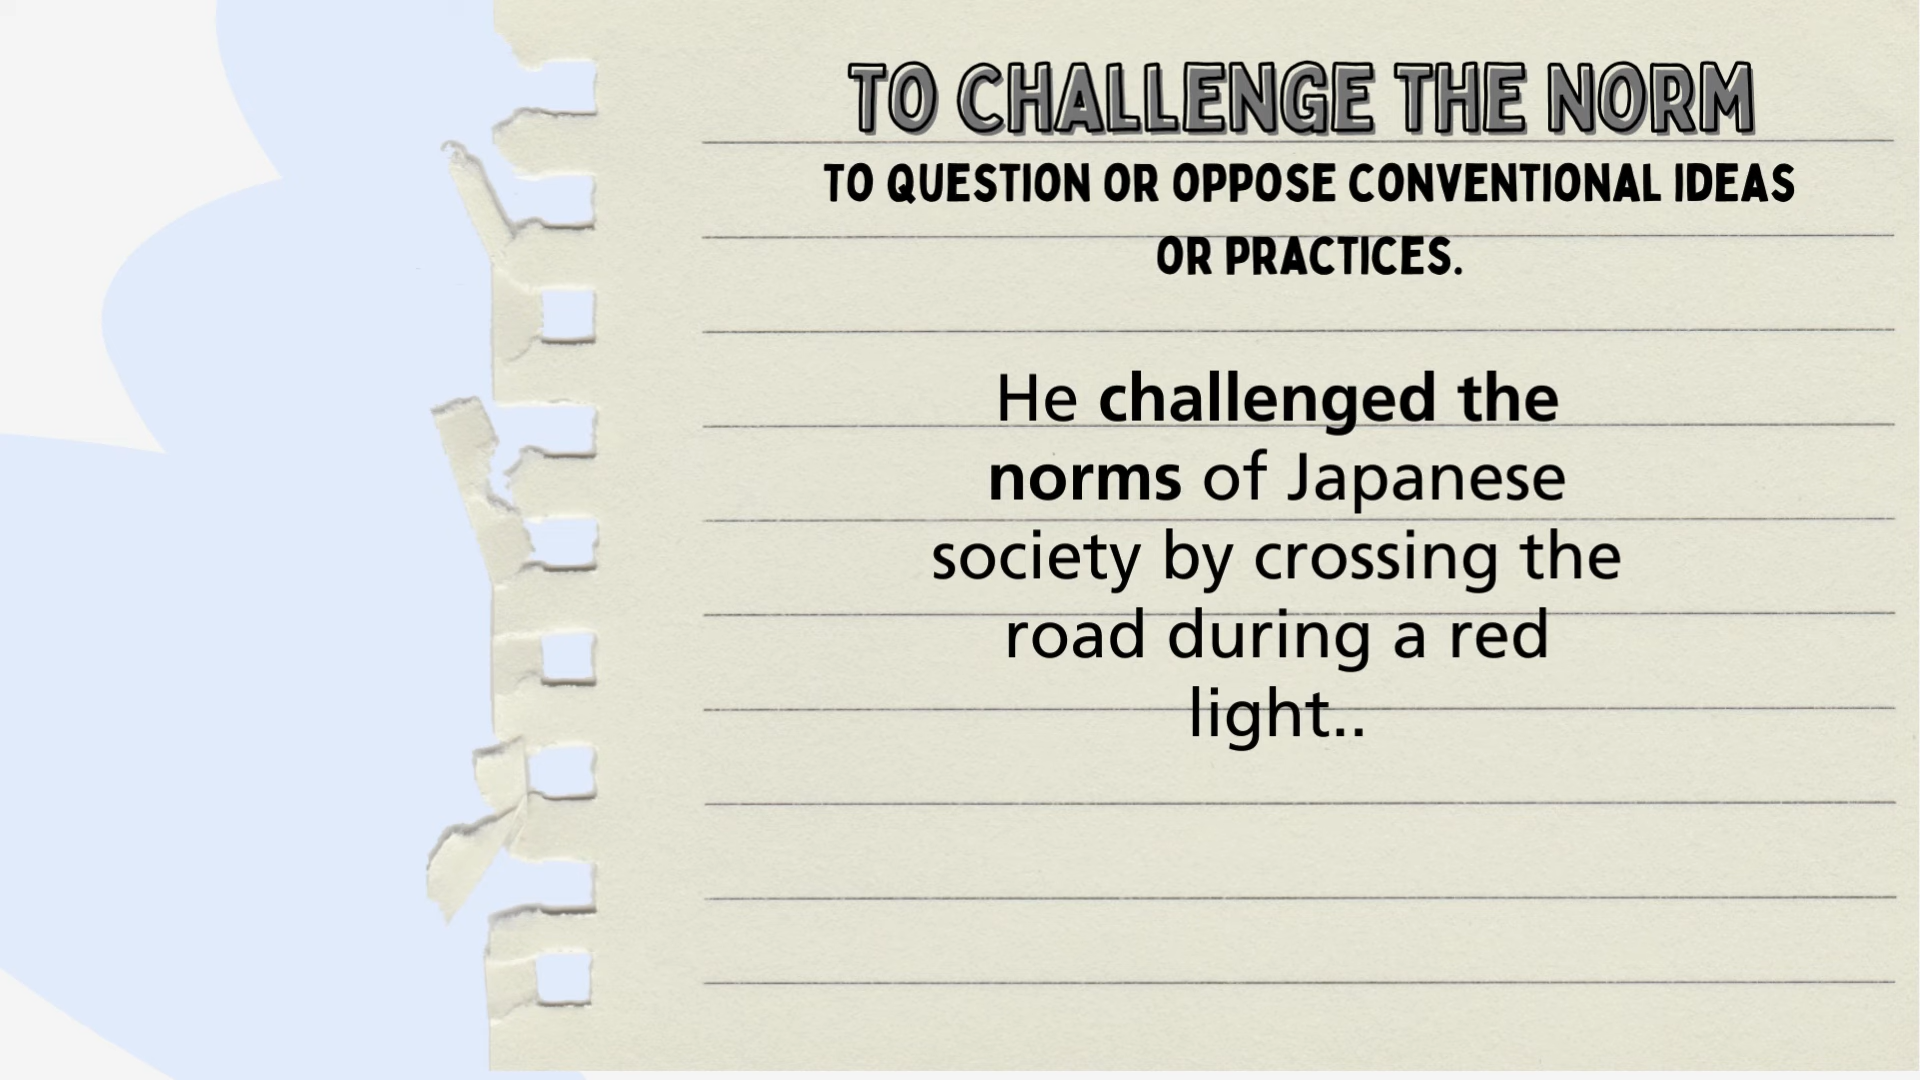 TO CHALLENGE THE NORM
TO QUESTION OR OPPOSE CONVENTIONAL IDEAS
OR PRACTICES.
He challenged the
norms of Japanese
society by crossing the
road during a red
light..